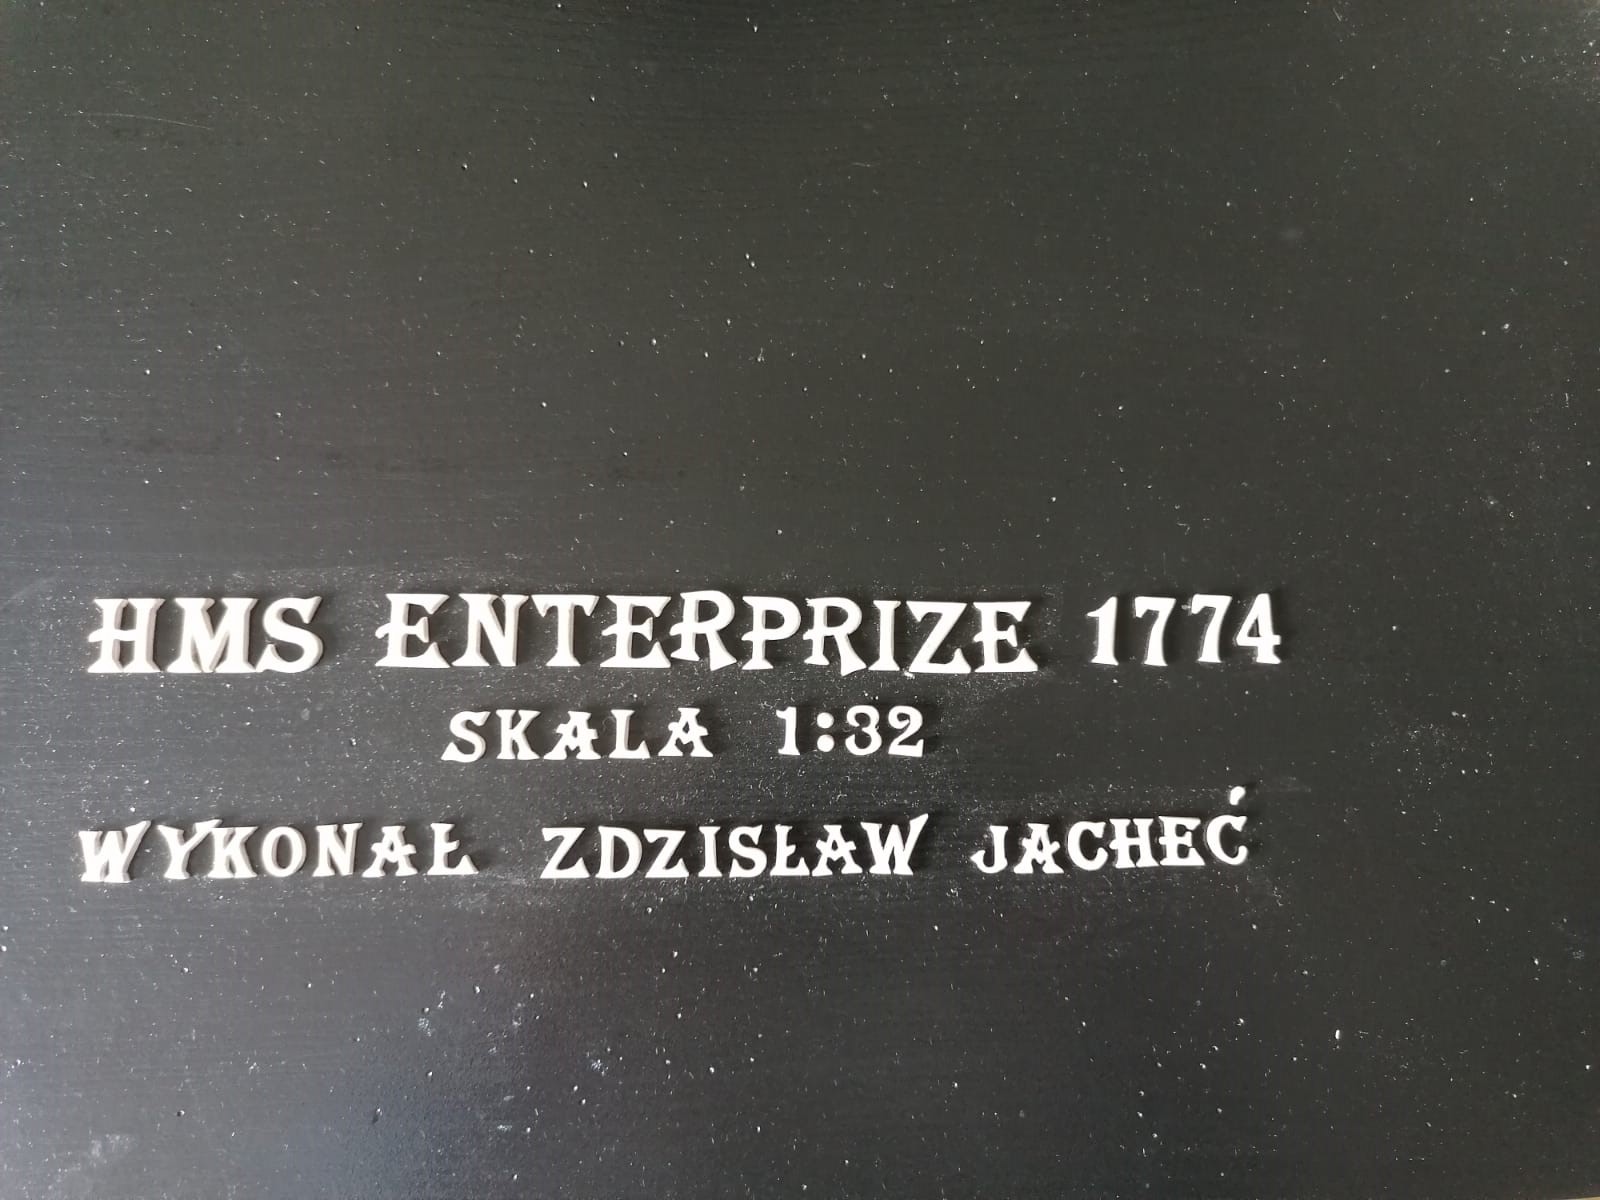 HMS ENTERPRIZE 1774
SKALA 1:32
WYKONAŁ ZDZISŁAW JACHEĆ